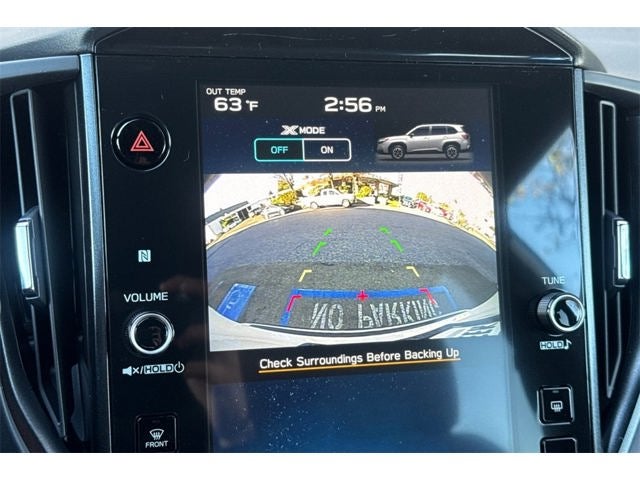 OUT TEMP
63°F
2:56 PM
X MODE
OFF ON
NO PARKING
Check Surroundings Before Backing Up
VOLUME
HOLD
FRONT
TUNE
HOLD